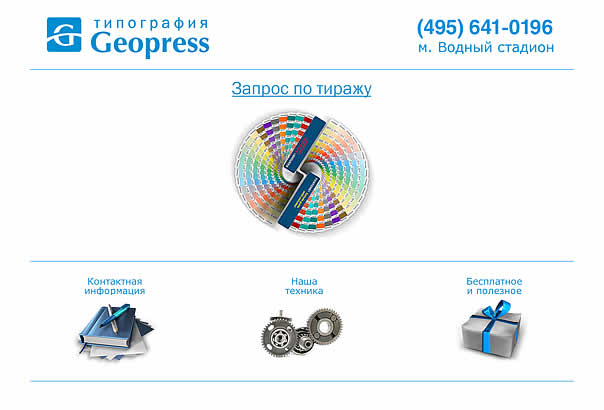 типография
Geopress
(495) 641-0196
м. Водный стадион
Запрос по тиражу
Контактная
информация
Наша
техника
Бесплатное
и полезное